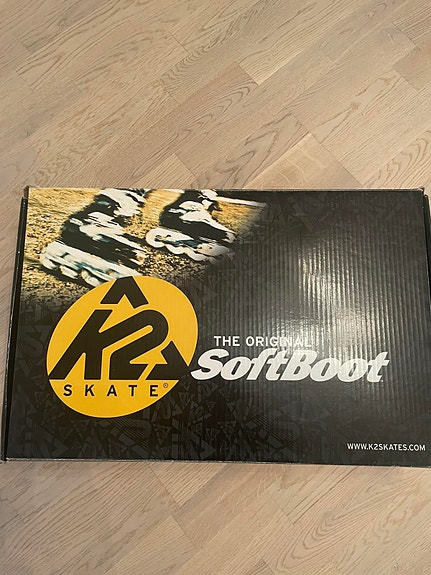 K2
SKATE®
THE ORIGINAL
SoftBoot
WWW.K2SKATES.COM